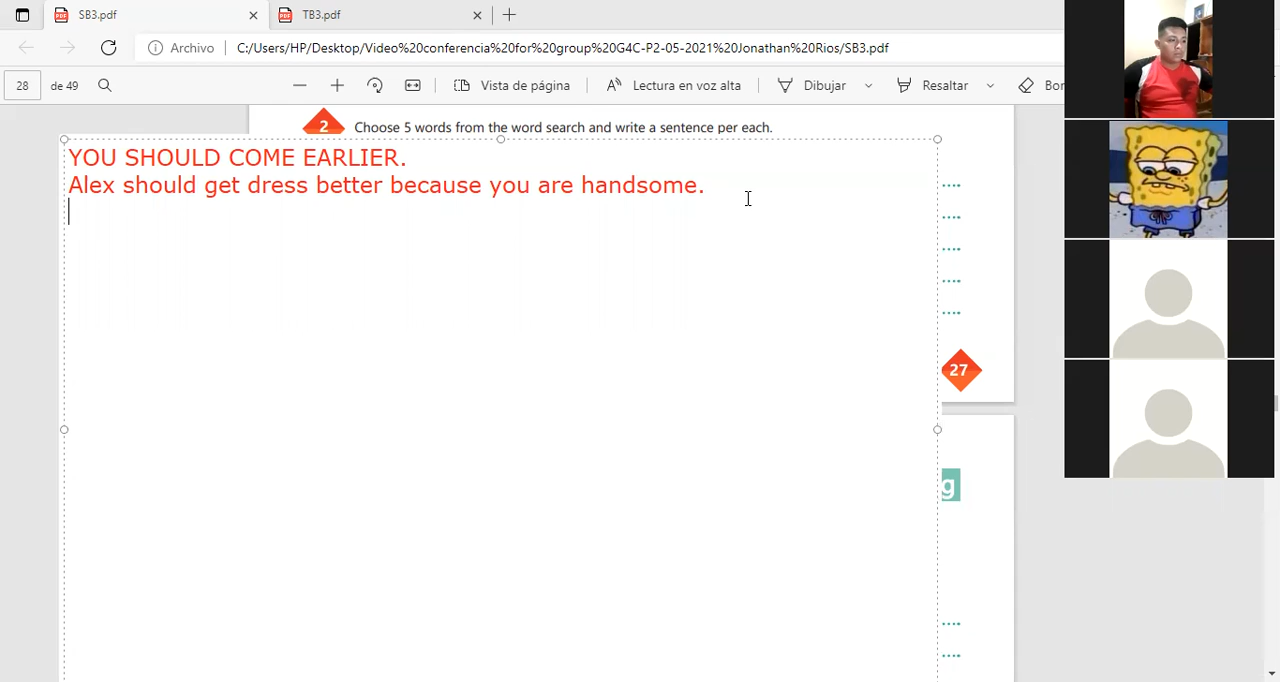 SB3.pdf
TB3.pdf
Archivo
C:/Users/HP/Desktop/Video%20conferencia%20for%20group%20G4C-P2-05-2021%20Jonathan%20Rios/SB3.pdf
28 de 49
Vista de página
Lectura en voz alta
Dibujar
Resaltar
Bor
2 Choose 5 words from the word search and write a sentence per each.
YOU SHOULD COME EARLIER.
Alex should get dress better because you are handsome.
27
g